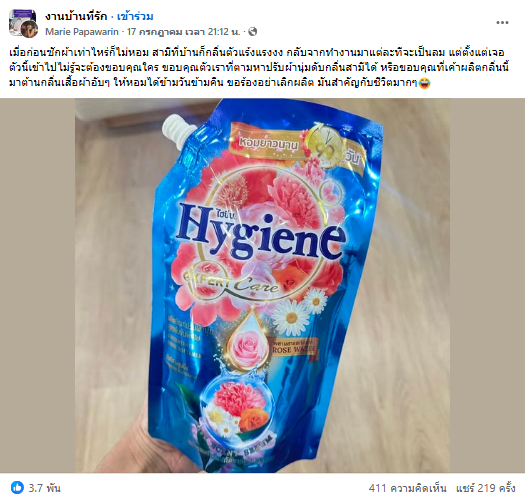 งานบ้านที่รัก · เข้าร่วม
Marie Papawarin · 17 กรกฎาคม เวลา 21:12 น. ·
เมื่อก่อนซักผ้าเท่าไหร่ก็ไม่หอม สามีที่บ้านก็กลิ่นตัวแร้งแรงงง กลับจากทำงานมาแต่ละทีจะเป็นลม แต่ตั้งแต่เจอ
ตัวนี้เข้าไปไม่รู้จะต้องขอบคุณใคร ขอบคุณตัวเราที่ตามหาปรับผ้านุ่มดับกลิ่นสามีได้ หรือขอบคุณที่เค้าผลิตกลิ่นนี้
มาต้านกลิ่นเสื้อผ้าอับๆ ให้หอมได้ข้ามวันข้ามคืน ขอร้องอย่าเลิกผลิต มันสำคัญกับชีวิตมากๆ😂
หอมยาวนาน
90 วัน
ไฮยีน
Hygiene
EXPERT Care
ROSE WATER
3.7 พัน
411 ความคิดเห็น แชร์ 219 ครั้ง